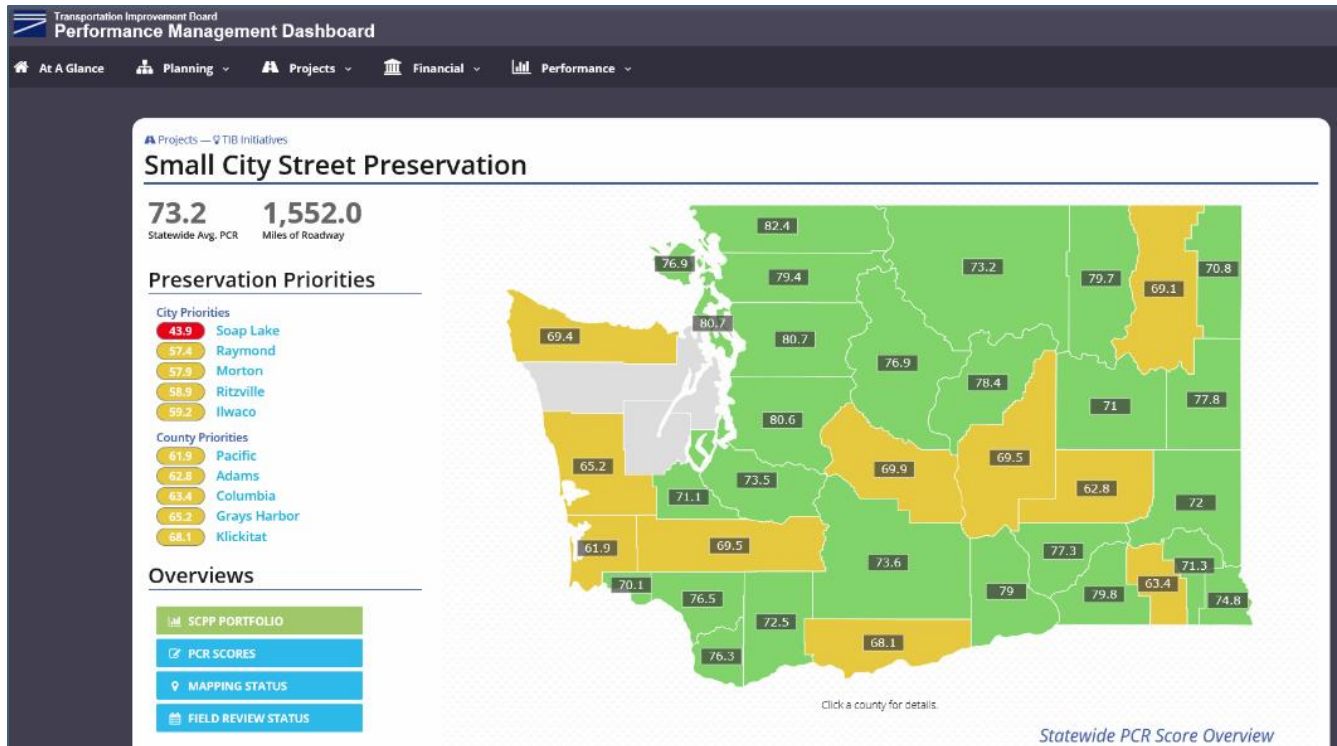 Transportation Improvement Board
Performance Management Dashboard
At A Glance
Planning
Projects
Financial
Performance
Projects — TIB Initiatives
Small City Street Preservation
73.2
Statewide Avg. PCR
1,552.0
Miles of Roadway
Preservation Priorities
City Priorities
43.9 Soap Lake
57.4 Raymond
57.9 Morton
58.9 Ritzville
59.2 Ilwaco
County Priorities
61.9 Pacific
62.8 Adams
63.4 Columbia
65.2 Grays Harbor
68.1 Klickitat
Overviews
SCPP PORTFOLIO
PCR SCORES
MAPPING STATUS
FIELD REVIEW STATUS
82.4
76.9
79.4
73.2
79.7
69.1
70.8
69.4
80.7
80.7
76.9
78.4
71
77.8
80.6
65.2
73.5
69.9
69.5
62.8
71.1
72
61.9
69.5
73.6
77.3
71.3
70.1
76.5
79
79.8
63.4
74.8
72.5
76.3
68.1
Click a county for details.
Statewide PCR Score Overview